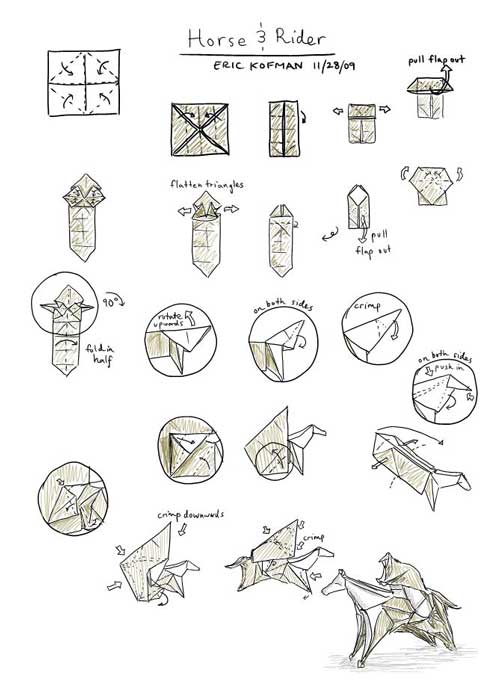 Horse & Rider
ERIC KOFMAN 11/28/09
pull flap out
flatten triangles
pull
flap out
90°
fold in
half
rotate
upwards
on both sides
crimp
on both sides
push in
crimp downwards
crimp